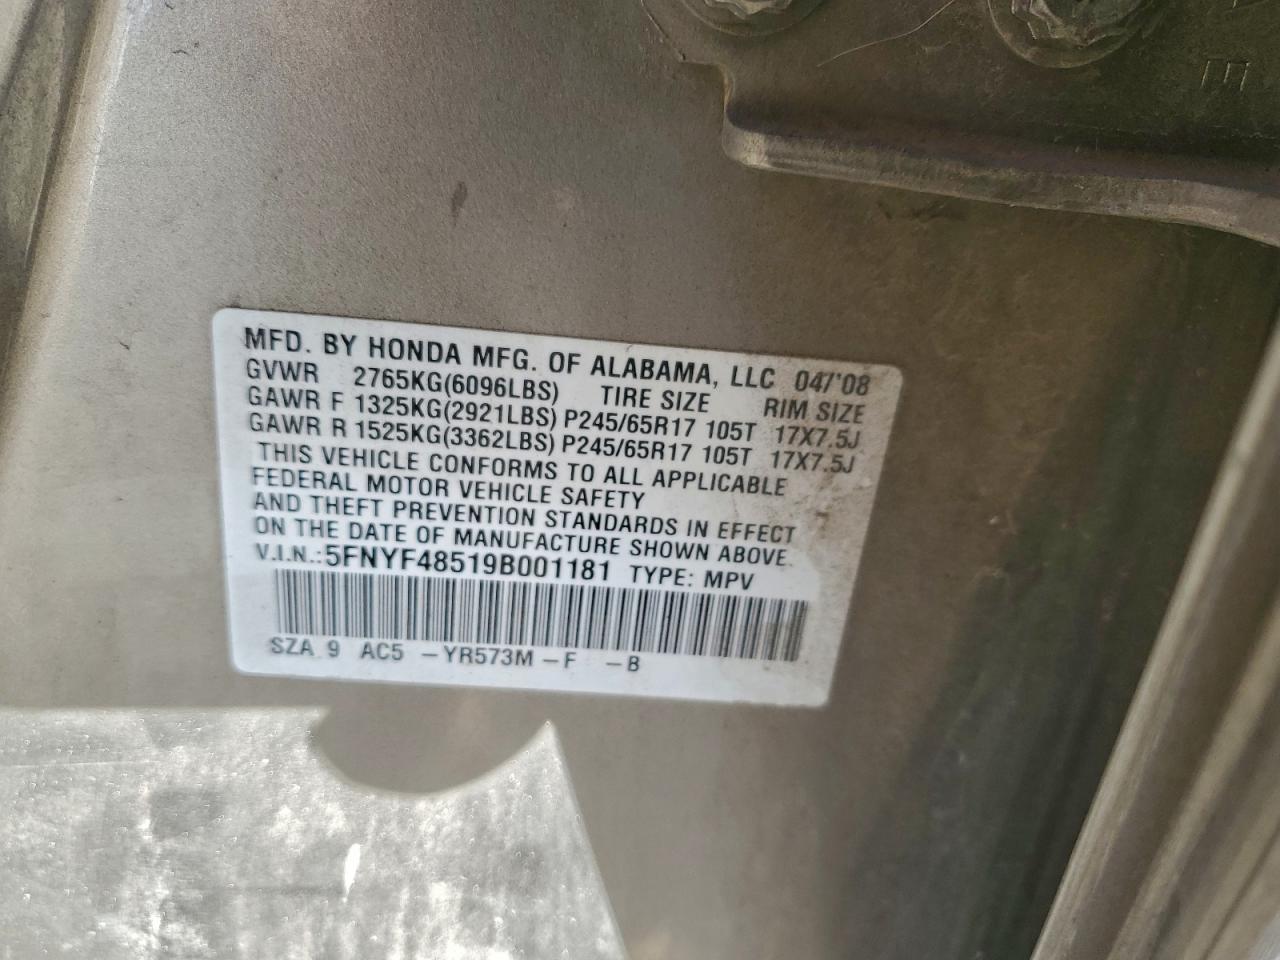 MFD. BY HONDA MFG. OF ALABAMA, LLC 04/'08
GVWR 2765KG(6096LBS) TIRE SIZE RIM SIZE
GAWR F 1325KG(2921LBS) P245/65R17 105T 17X7.5J
GAWR R 1525KG(3362LBS) P245/65R17 105T 17X7.5J
THIS VEHICLE CONFORMS TO ALL APPLICABLE
FEDERAL MOTOR VEHICLE SAFETY
AND THEFT PREVENTION STANDARDS IN EFFECT
ON THE DATE OF MANUFACTURE SHOWN ABOVE.
V.I.N.:5FNYF48519B001181 TYPE: MPV
SZA 9 AC5 -YR573M -F -B